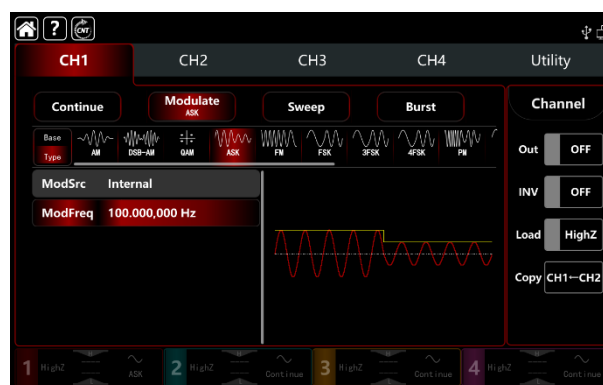 ? CNT
CH1 CH2 CH3 CH4 Utility
Continue Modulate Sweep Burst Channel
ASK
Base
Type AM DSB-AM QAM ASK FM FSK 3FSK 4FSK PM
Out OFF
ModSrc Internal
INV OFF
ModFreq 100.000,000 Hz
Load HighZ
Copy CH1←CH2
1 HighZ ASK 2 HighZ Continue 3 HighZ Continue 4 HighZ Continue